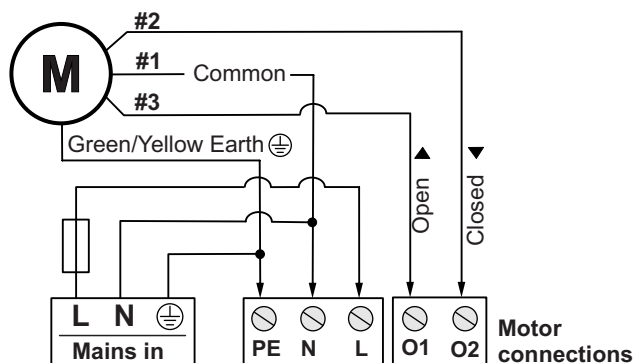 #2
M
#1
Common
#3
Green/Yellow Earth
Open
Closed
L N
Mains in
PE N L
O1 O2
Motor
connections